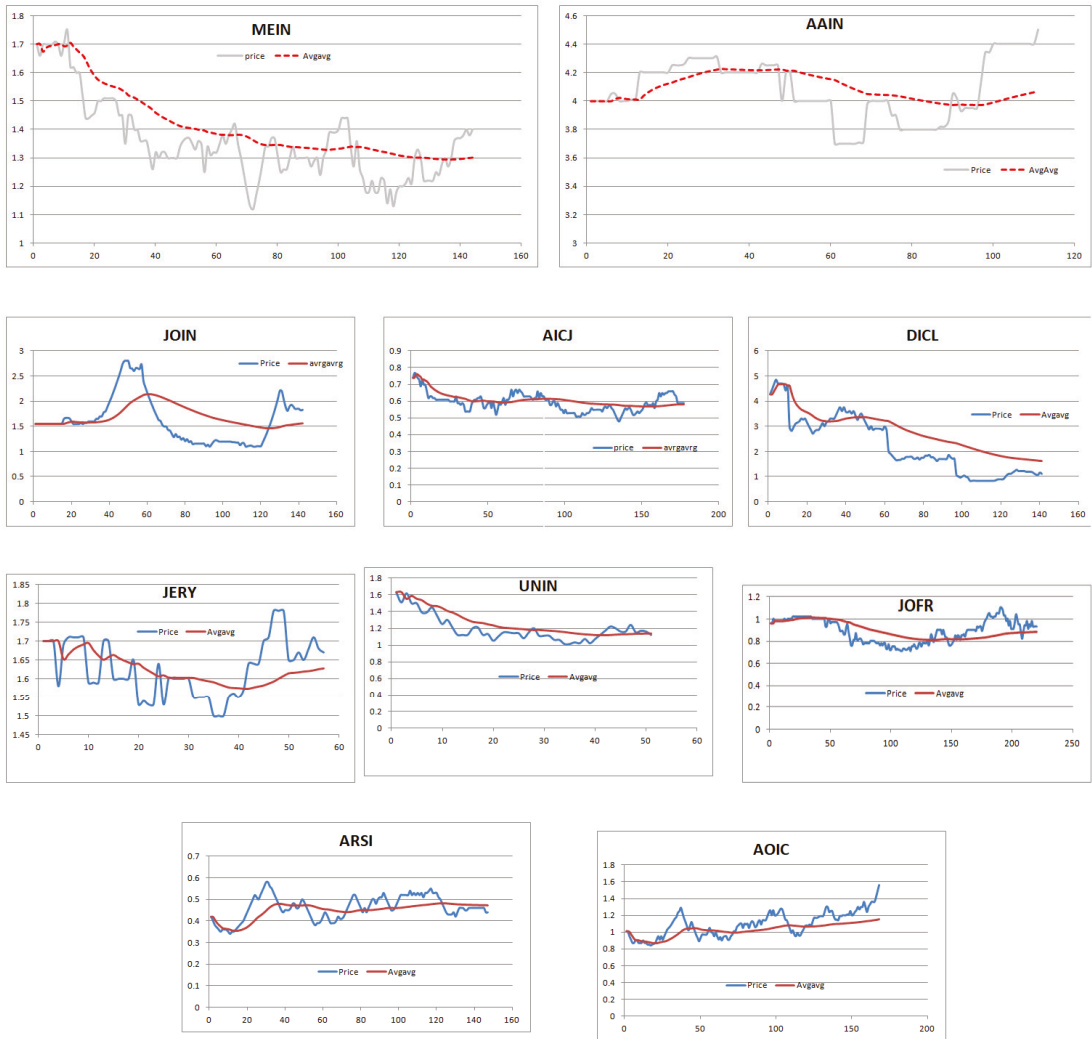 MEIN
price Avgavg
1.8
1.7
1.6
1.5
1.4
1.3
1.2
1.1
1
0 20 40 60 80 100 120 140 160
AAIN
4.6
4.4
4.2
4
3.8
3.6
3.4
3.2
3
Price AvgAvg
0 20 40 60 80 100 120
JOIN
3
2.5
2
1.5
1
0.5
0
Price avrgavrg
0 20 40 60 80 100 120 140 160
AICJ
0.9
0.8
0.7
0.6
0.5
0.4
0.3
0.2
0.1
0
price avrgavrg
0 50 100 150 200
DICL
6
5
4
3
2
1
0
Price Avgavg
0 20 40 60 80 100 120 140 160
JERY
1.85
1.8
1.75
1.7
1.65
1.6
1.55
1.5
1.45
Price Avgavg
0 10 20 30 40 50 60
UNIN
1.8
1.6
1.4
1.2
1
0.8
0.6
0.4
0.2
0
Price Avgavg
0 10 20 30 40 50 60
JOFR
1.2
1
0.8
0.6
0.4
0.2
0
Price Avgavg
0 50 100 150 200 250
ARSI
0.7
0.6
0.5
0.4
0.3
0.2
0.1
0
Price Avgavg
0 20 40 60 80 100 120 140 160
AOIC
1.8
1.6
1.4
1.2
1
0.8
0.6
0.4
0.2
0
Price Avgavg
0 50 100 150 200